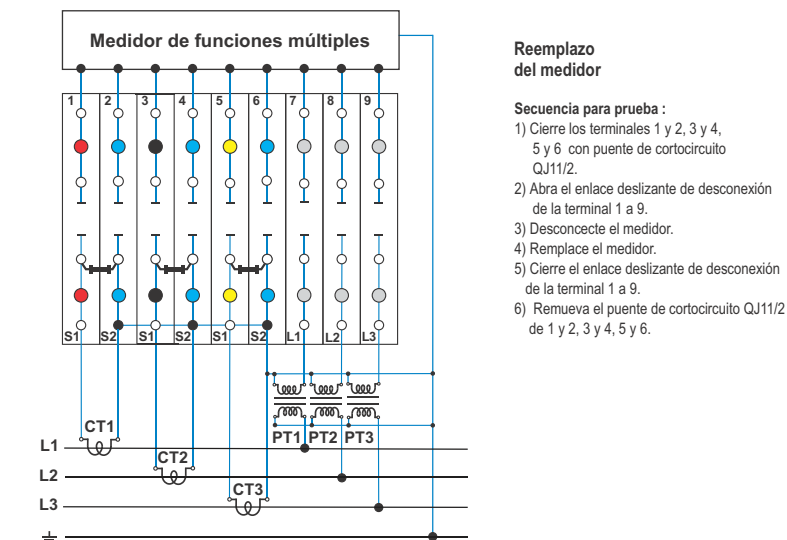 Medidor de funciones múltiples
1 2 3 4 5 6 7 8 9
S1 S2 S1 S2 S1 S2 L1 L2 L3
CT1
CT2
CT3
PT1 PT2 PT3
L1
L2
L3
Reemplazo
del medidor
Secuencia para prueba :
1) Cierre los terminales 1 y 2, 3 y 4,
5 y 6 con puente de cortocircuito
QJ11/2.
2) Abra el enlace deslizante de desconexión
de la terminal 1 a 9.
3) Desconcecte el medidor.
4) Remplace el medidor.
5) Cierre el enlace deslizante de desconexión
de la terminal 1 a 9.
6) Remueva el puente de cortocircuito QJ11/2
de 1 y 2, 3 y 4, 5 y 6.